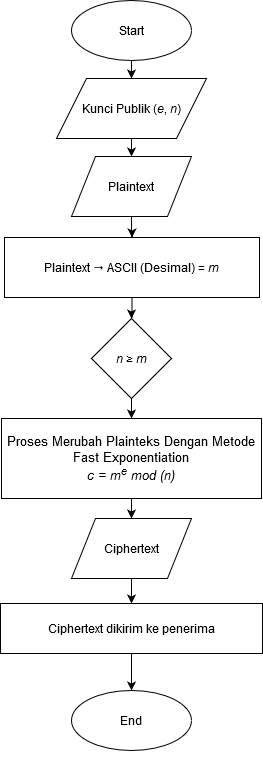 Start
Kunci Publik (e, n)
Plaintext
Plaintext → ASCII (Desimal) = m
n ≥ m
Proses Merubah Plainteks Dengan Metode
Fast Exponentiation
c = mᵉ mod (n)
Ciphertext
Ciphertext dikirim ke penerima
End